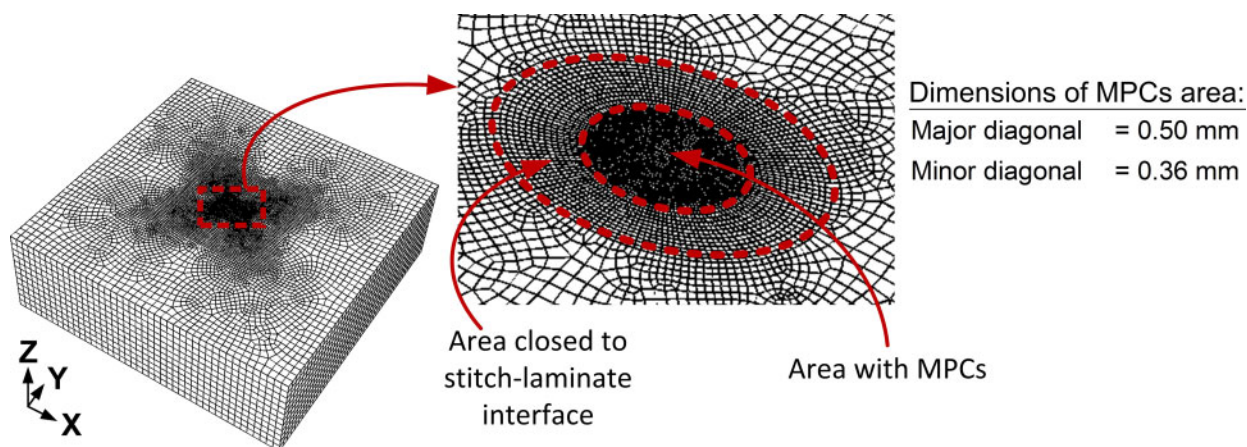 Dimensions of MPCs area:
Major diagonal = 0.50 mm
Minor diagonal = 0.36 mm
Area closed to
stitch-laminate
interface
Area with MPCs
Z
Y
X